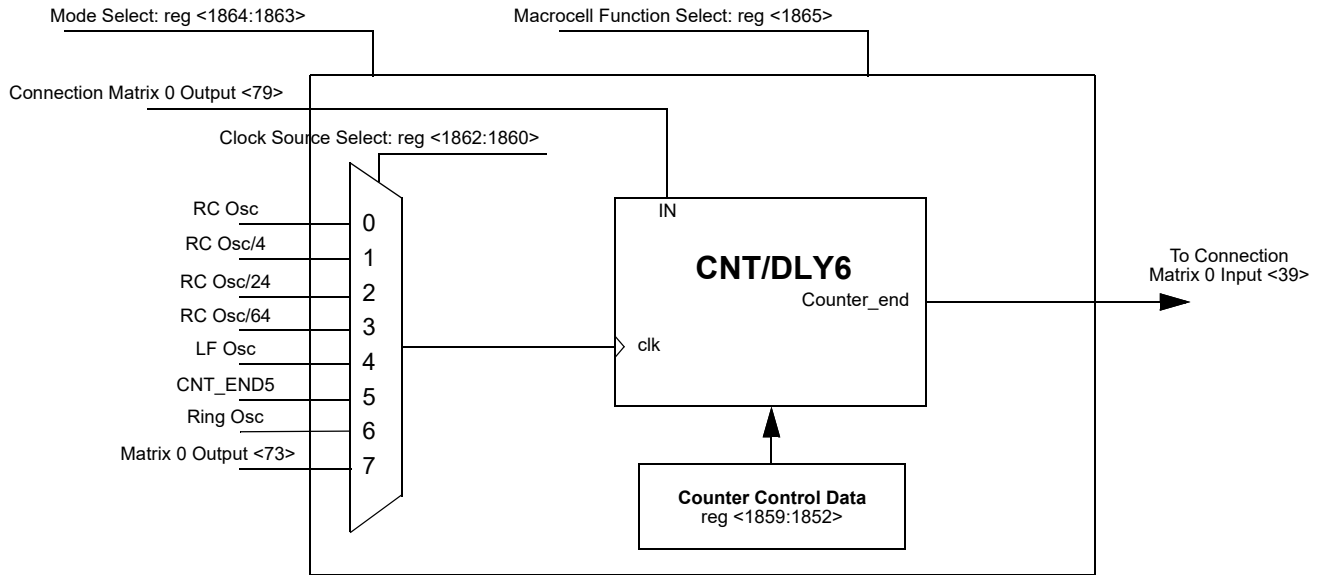 Mode Select: reg <1864:1863>
Macrocell Function Select: reg <1865>
Connection Matrix 0 Output <79>
Clock Source Select: reg <1862:1860>
RC Osc
0
RC Osc/4
1
RC Osc/24
2
RC Osc/64
3
LF Osc
4
CNT_END5
5
Ring Osc
6
Matrix 0 Output <73>
7
IN
CNT/DLY6
Counter_end
clk
To Connection
Matrix 0 Input <39>
Counter Control Data
reg <1859:1852>